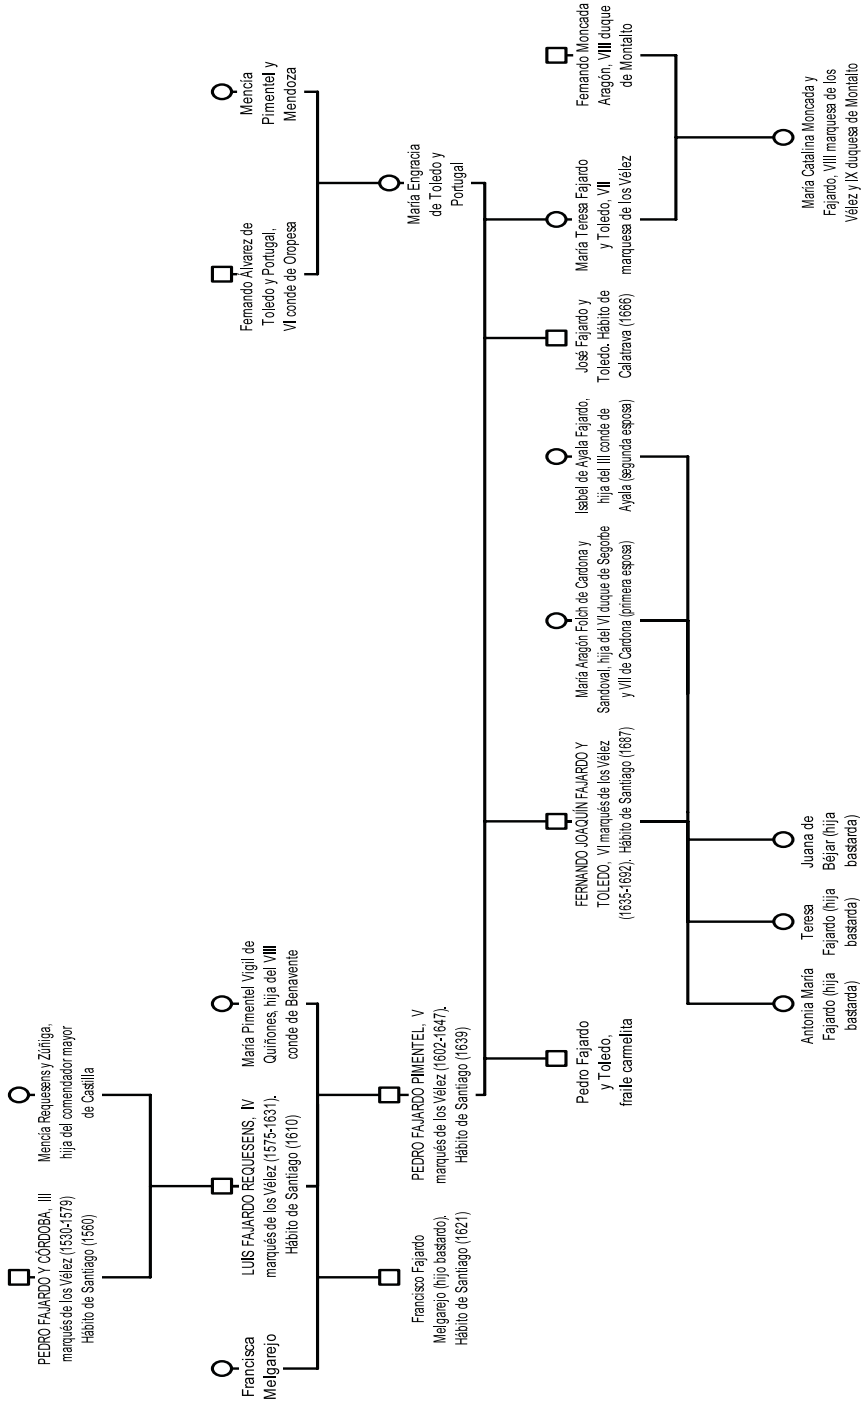 PEDRO FAJARDO Y CÓRDOBA, III
marqués de los Vélez (1530-1579)
Hábito de Santiago (1560)
Mencía Requesens y Zúñiga,
hija del comendador mayor
de Castilla
Francisca
Melgarejo
LUIS FAJARDO REQUESENS, IV
marqués de los Vélez (1575-1631).
Hábito de Santiago (1610)
María Pimentel Vigil de
Quiñones, hija del VIII
conde de Benavente
Fernando Álvarez de
Toledo y Portugal,
VI conde de Oropesa
Mencía
Pimentel y
Mendoza
Francisco Fajardo
Melgarejo (hijo bastardo).
Hábito de Santiago (1621)
PEDRO FAJARDO PIMENTEL, V
marqués de los Vélez (1602-1647).
Hábito de Santiago (1639)
María Engracia
de Toledo y
Portugal
Pedro Fajardo
y Toledo,
fraile carmelita
FERNANDO JOAQUÍN FAJARDO Y
TOLEDO, VI marqués de los Vélez
(1635-1692). Hábito de Santiago (1687)
María Aragón Folch de Cardona y
Sandoval, hija del VI duque de Segorbe
y VII de Cardona (primera esposa)
Isabel de Ayala Fajardo,
hija del III conde de
Ayala (segunda esposa)
José Fajardo y
Toledo. Hábito de
Calatrava (1666)
María Teresa Fajardo
y Toledo, VII
marquesa de los Vélez
Fernando Moncada
Aragón, VIII duque
de Montalto
Antonia María
Fajardo (hija
bastarda)
Teresa
Fajardo (hija
bastarda)
Juana de
Béjar (hija
bastarda)
María Catalina Moncada y
Fajardo, VIII marquesa de los
Vélez y IX duquesa de Montalto